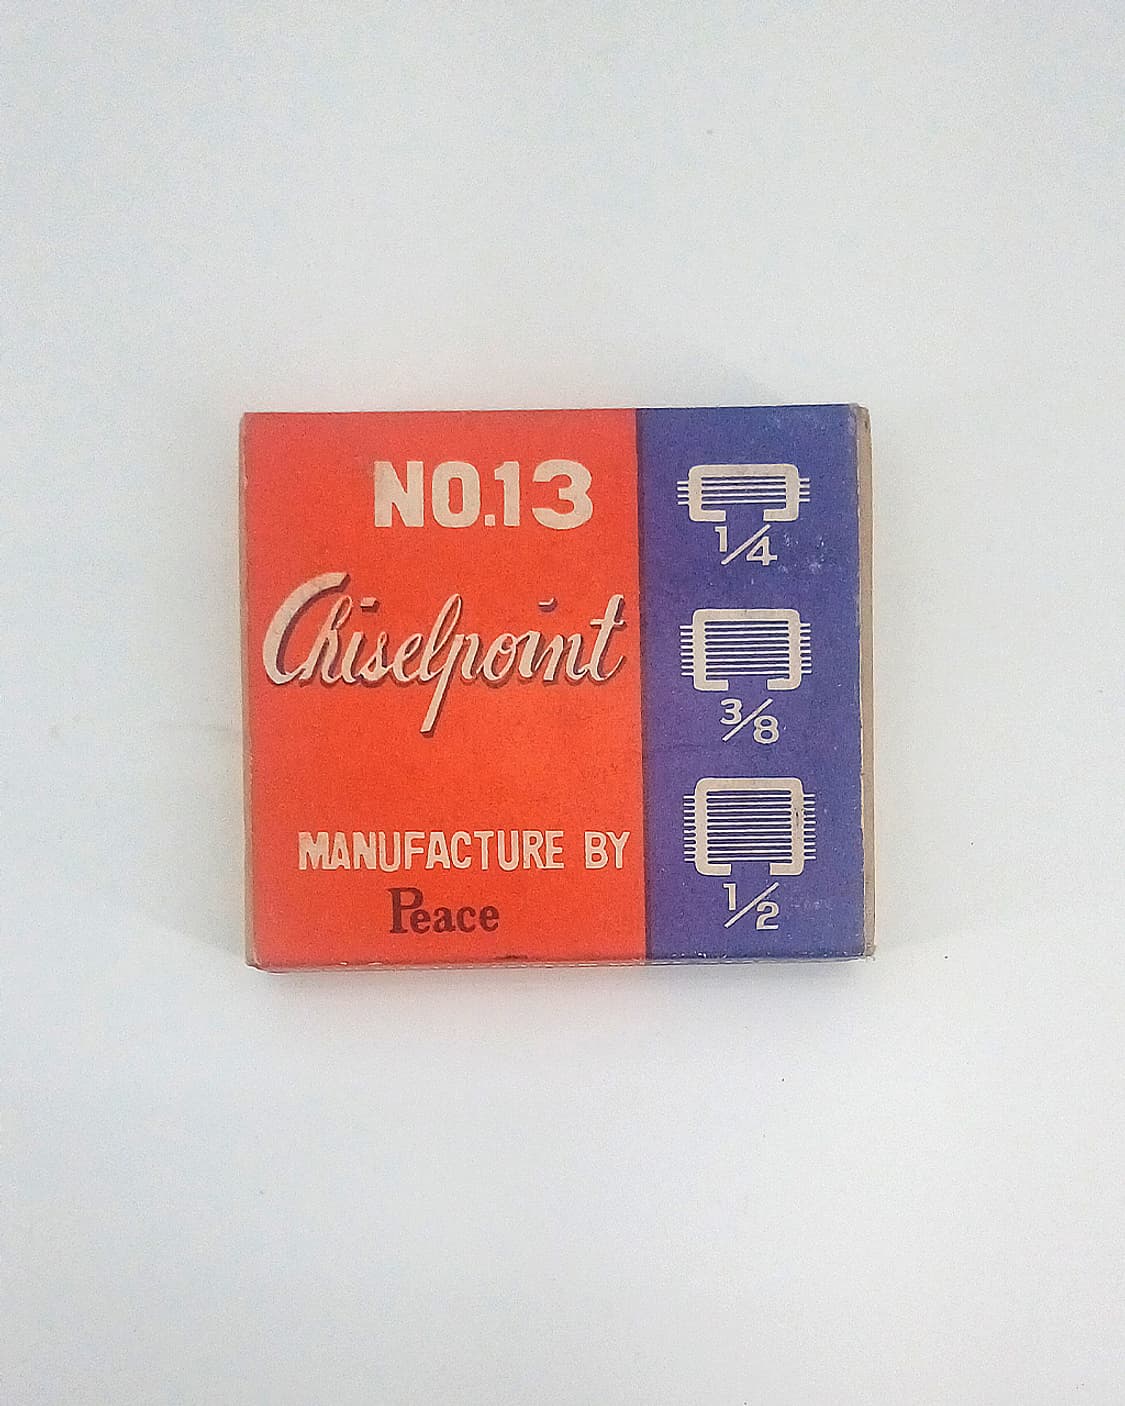 NO.13
Chiselpoint
MANUFACTURE BY
Peace
1/4
3/8
1/2